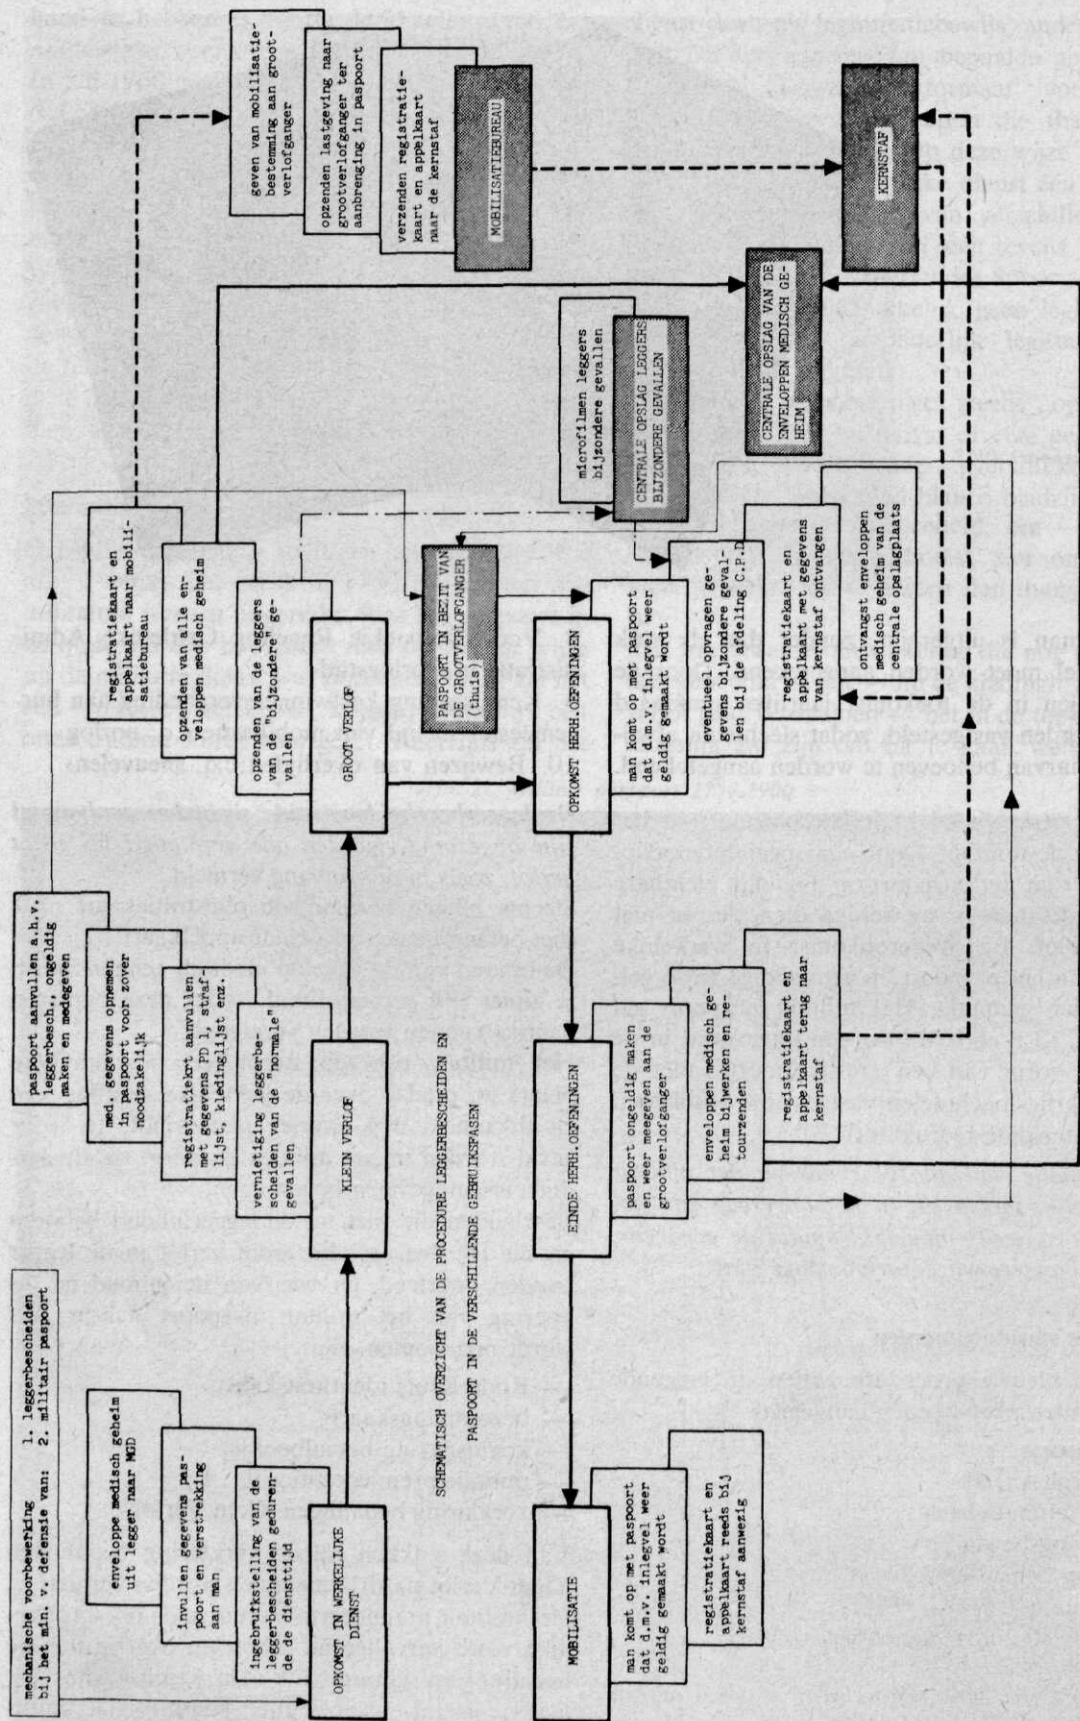 mechanische voorbewerking
bij het min. v. defensie van:
1. leggerbescheiden
2. militair paspoort
enveloppe medisch geheim
uit legger naar MGD
invullen gegevens pas-
poort en verstrekking
aan man
ingebruikstelling van de
leggerbescheiden geduren-
de de diensttijd
OPKOMST IN WERKELIJKE
DIENST
paspoort aanvullen a.h.v.
leggerbesch., ongeldig
maken en medegeven
med. gegevens opnemen
in paspoort voor zover
noodzakelijk
registratiekrt aanvullen
met gegevens PD 1, straf-
lijst, kledinglijst enz.
vernietiging leggerbe-
scheiden van de "normale"
gevallen
KLEIN VERLOF
registratiekaart en
appelkaart naar mobili-
satiebureau
opzenden van alle en-
veloppen medisch geheim
opzenden van de leggers
van de "bijzondere" ge-
vallen
GROOT VERLOF
geven van mobilisatie-
bestemming aan groot-
verlofganger
opzenden lastgeving naar
grootverlofganger ter
aanbrenging in paspoort
verzenden registratie-
kaart en appelkaart
naar de kernstaf
MOBILISATIEBUREAU
PASPOORT IN BEZIT VAN
DE GROOTVERLOFGANGER
(thuis)
microfilmen leggers
bijzondere gevallen
CENTRALE OPSLAG LEGGERS
BIJZONDERE GEVALLEN
CENTRALE OPSLAG VAN DE
ENVELOPPEN MEDISCH GE-
HEIM
KERNSTAF
SCHEMATISCH OVERZICHT VAN DE PROCEDURE LEGGERBESCHEIDEN EN
PASPOORT IN DE VERSCHILLENDE GEBRUIKSFASEN
MOBILISATIE
man komt op met paspoort
dat d.m.v. inlegvel weer
geldig gemaakt wordt
registratiekaart en
appelkaart reeds bij
kernstaf aanwezig
EINDE HERH.OEFENINGEN
paspoort ongeldig maken
en weer meegeven aan de
grootverlofganger
enveloppen medisch ge-
heim bijwerken en re-
tourzenden
registratiekaart en
appelkaart terug naar
kernstaf
OPKOMST HERH.OEFENINGEN
man komt op met paspoort
dat d.m.v. inlegvel weer
geldig gemaakt wordt
eventueel opvragen ge-
gevens bijzondere geval-
len bij de afdeling C.P.D.
registratiekaart en
appelkaart met gegevens
van kernstaf ontvangen
ontvangst enveloppen
medisch geheim van de
centrale opslagplaats